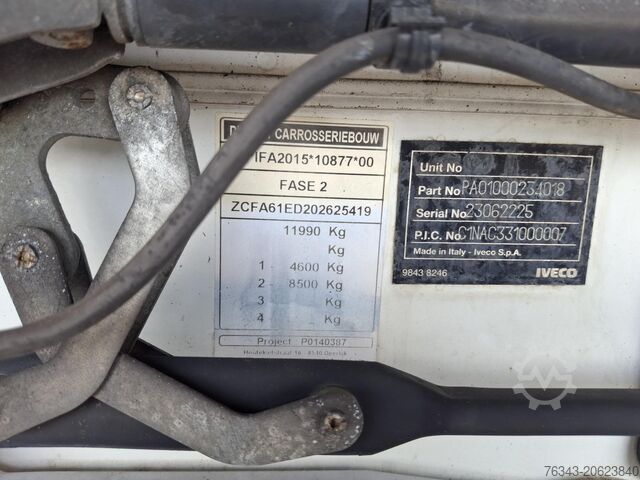 CARROSSERIEBOUW
IFA2015*10877*00
FASE 2
ZCFA61ED202625419
11990 Kg
Kg
1 - 4600 Kg
2 - 8500 Kg
3 Kg
4 Kg
Project P0140387
Unit No
Part No PA01000234018
Serial No 23062225
P.I.C. No C1NAC331000007
Made in Italy - Iveco S.p.A.
9843 8246 IVECO
76343-20623840